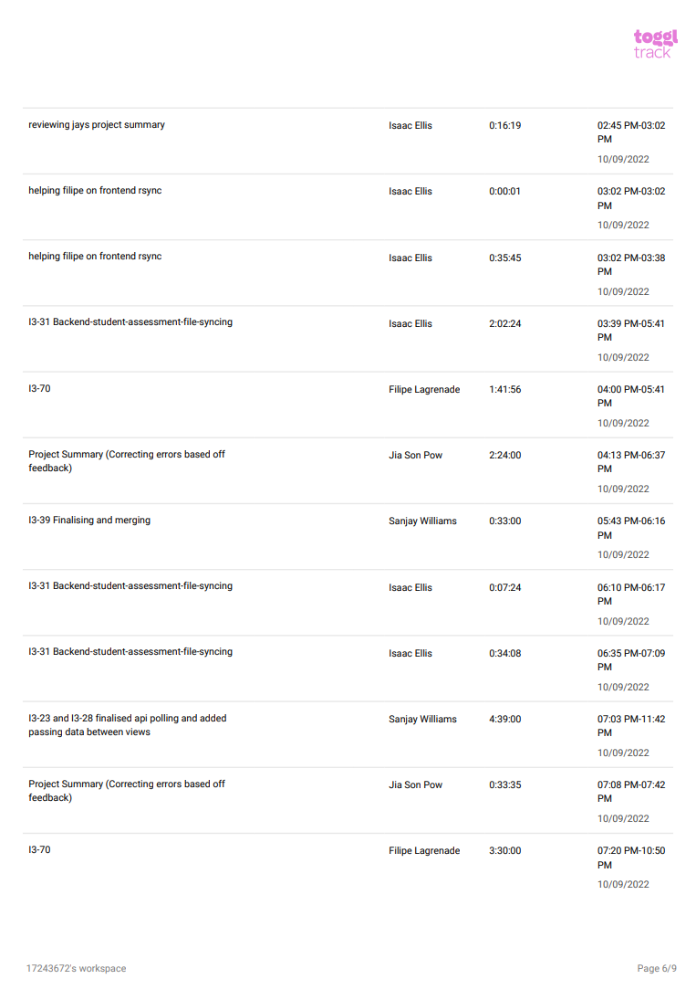 toggl
track
reviewing jays project summary Isaac Ellis 0:16:19 02:45 PM-03:02
PM
10/09/2022
helping filipe on frontend rsync Isaac Ellis 0:00:01 03:02 PM-03:02
PM
10/09/2022
helping filipe on frontend rsync Isaac Ellis 0:35:45 03:02 PM-03:38
PM
10/09/2022
I3-31 Backend-student-assessment-file-syncing Isaac Ellis 2:02:24 03:39 PM-05:41
PM
10/09/2022
I3-70 Filipe Lagrenade 1:41:56 04:00 PM-05:41
PM
10/09/2022
Project Summary (Correcting errors based off Jia Son Pow 2:24:00 04:13 PM-06:37
feedback) PM
10/09/2022
I3-39 Finalising and merging Sanjay Williams 0:33:00 05:43 PM-06:16
PM
10/09/2022
I3-31 Backend-student-assessment-file-syncing Isaac Ellis 0:07:24 06:10 PM-06:17
PM
10/09/2022
I3-31 Backend-student-assessment-file-syncing Isaac Ellis 0:34:08 06:35 PM-07:09
PM
10/09/2022
I3-23 and I3-28 finalised api polling and added Sanjay Williams 4:39:00 07:03 PM-11:42
passing data between views PM
10/09/2022
Project Summary (Correcting errors based off Jia Son Pow 0:33:35 07:08 PM-07:42
feedback) PM
10/09/2022
I3-70 Filipe Lagrenade 3:30:00 07:20 PM-10:50
PM
10/09/2022
17243672's workspace Page 6/9